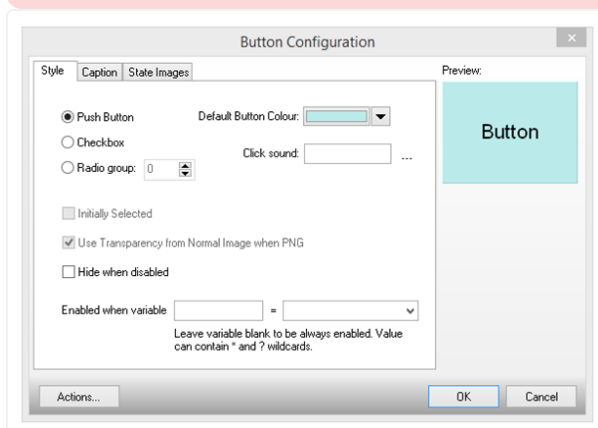 Button Configuration
Style Caption State Images
Preview:
Push Button
Default Button Colour:
Button
Checkbox
Click sound:
...
Radio group: 0
Initially Selected
Use Transparency from Normal Image when PNG
Hide when disabled
Enabled when variable =
Leave variable blank to be always enabled. Value
can contain * and ? wildcards.
Actions... OK Cancel